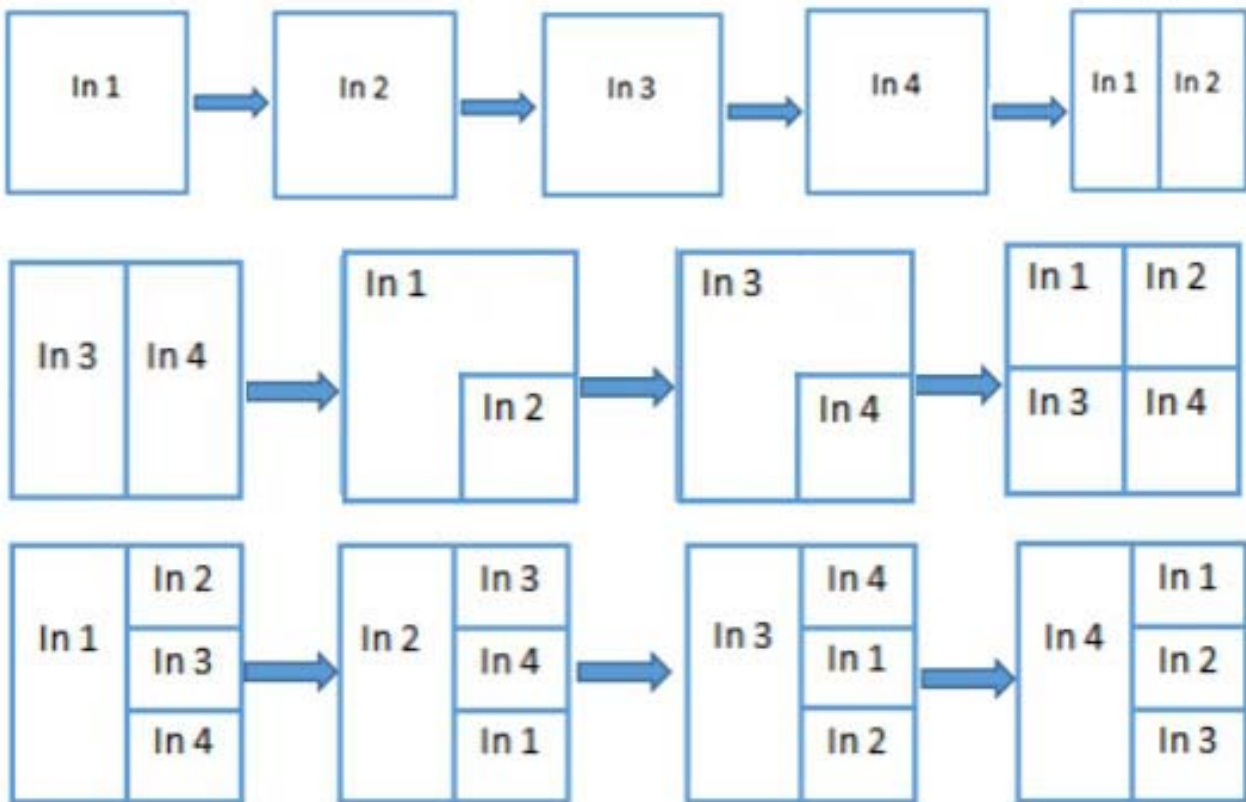 In 1 In 2 In 3 In 4 In 1 In 2
In 3 In 4 In 1 In 2 In 3 In 4 In 1 In 2
In 3 In 4
In 1 In 2 In 3 In 4
In 2 In 3 In 4 In 1
In 3 In 4 In 1 In 2
In 4 In 1 In 2 In 3